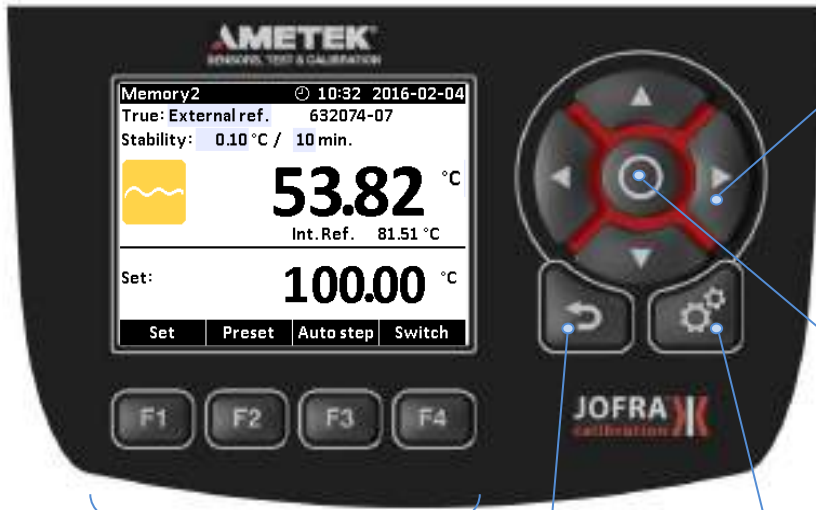 AMETEK
SENSORS, TEST & CALIBRATION
Memory2 10:32 2016-02-04
True: External ref. 632074-07
Stability: 0.10 °C / 10 min.
53.82 °C
Int. Ref. 81.51 °C
Set: 100.00 °C
Set Preset Auto step Switch
F1 F2 F3 F4
JOFRA
calibration